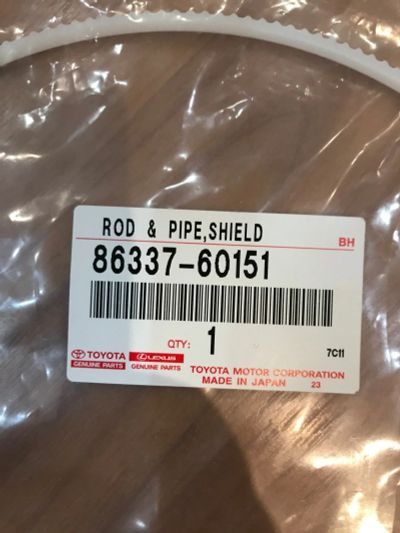 ROD & PIPE,SHIELD
BH
86337-60151
QTY: 1
7C11
TOYOTA
GENUINE PARTS
LEXUS
GENUINE PARTS
TOYOTA MOTOR CORPORATION
MADE IN JAPAN 23